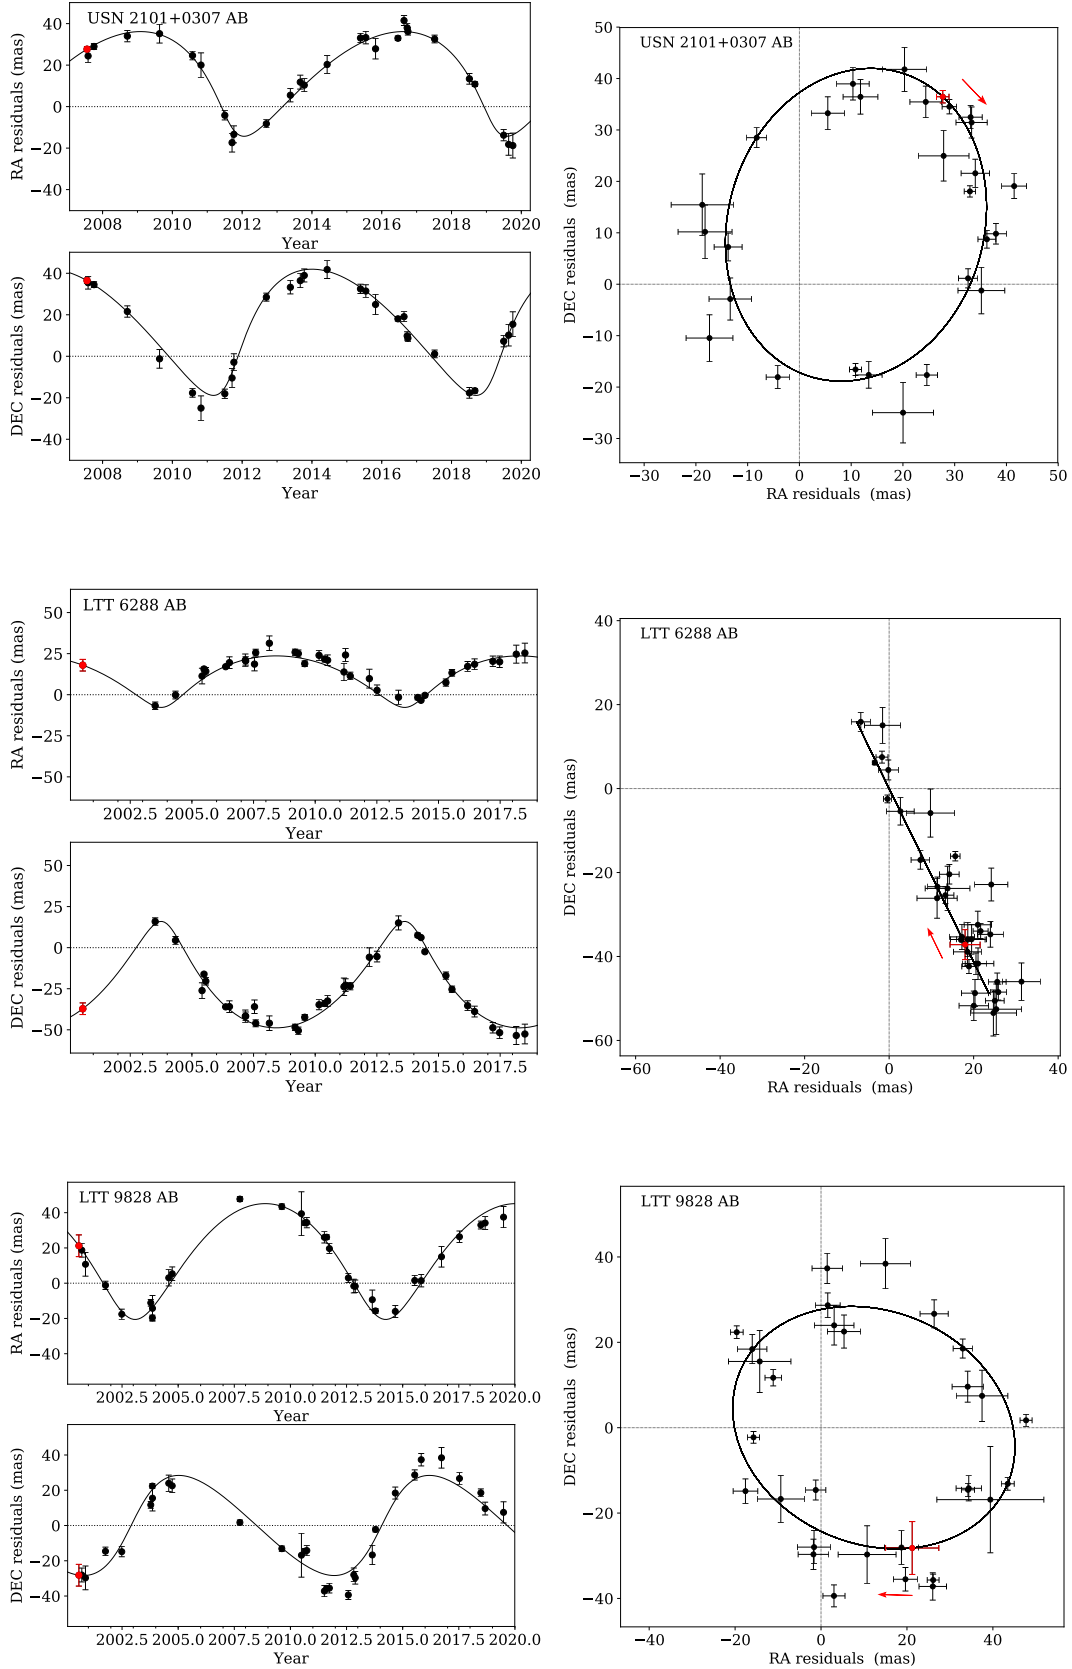 USN 2101+0307 AB
RA residuals (mas)
40
20
0
−20
−40
2008 2010 2012 2014 2016 2018 2020
Year
DEC residuals (mas)
40
20
0
−20
−40
2008 2010 2012 2014 2016 2018 2020
Year
USN 2101+0307 AB
DEC residuals (mas)
50
40
30
20
10
0
−10
−20
−30
−30 −20 −10 0 10 20 30 40 50
RA residuals (mas)
LTT 6288 AB
RA residuals (mas)
50
25
0
−25
−50
2002.5 2005.0 2007.5 2010.0 2012.5 2015.0 2017.5
Year
DEC residuals (mas)
50
25
0
−25
−50
2002.5 2005.0 2007.5 2010.0 2012.5 2015.0 2017.5
Year
LTT 6288 AB
DEC residuals (mas)
40
20
0
−20
−40
−60
−60 −40 −20 0 20 40
RA residuals (mas)
LTT 9828 AB
RA residuals (mas)
40
20
0
−20
−40
2002.5 2005.0 2007.5 2010.0 2012.5 2015.0 2017.5 2020.0
Year
DEC residuals (mas)
40
20
0
−20
−40
2002.5 2005.0 2007.5 2010.0 2012.5 2015.0 2017.5 2020.0
Year
LTT 9828 AB
DEC residuals (mas)
40
20
0
−20
−40
−40 −20 0 20 40
RA residuals (mas)